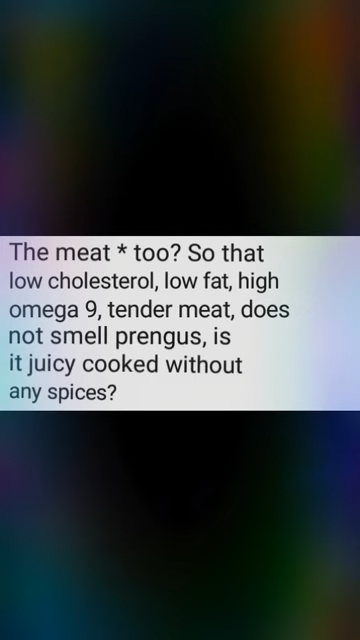 The meat * too? So that
low cholesterol, low fat, high
omega 9, tender meat, does
not smell prengus, is
it juicy cooked without
any spices?